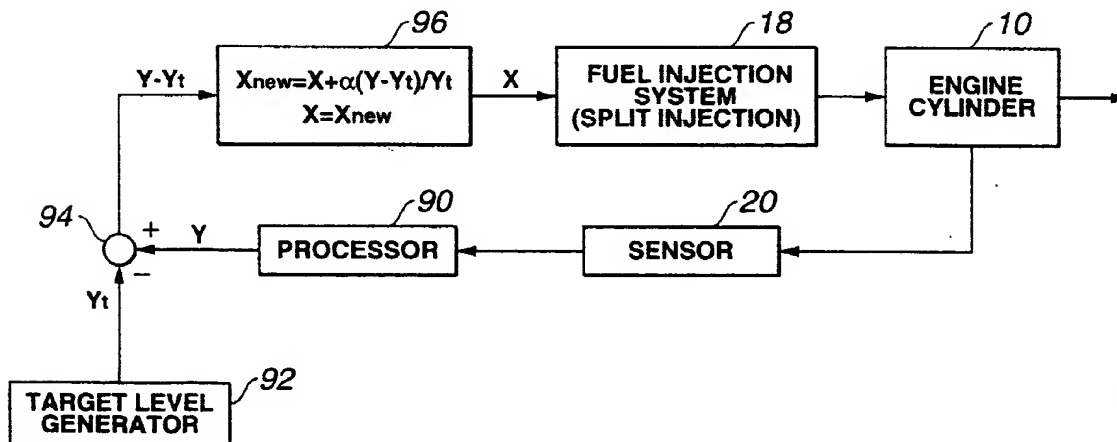 96
18
10
Y-Yt
Xnew=X+α(Y-Yt)/Yt
X=Xnew
X
FUEL INJECTION
SYSTEM
(SPLIT INJECTION)
ENGINE
CYLINDER
94
+
−
Y
90
PROCESSOR
20
SENSOR
Yt
92
TARGET LEVEL
GENERATOR